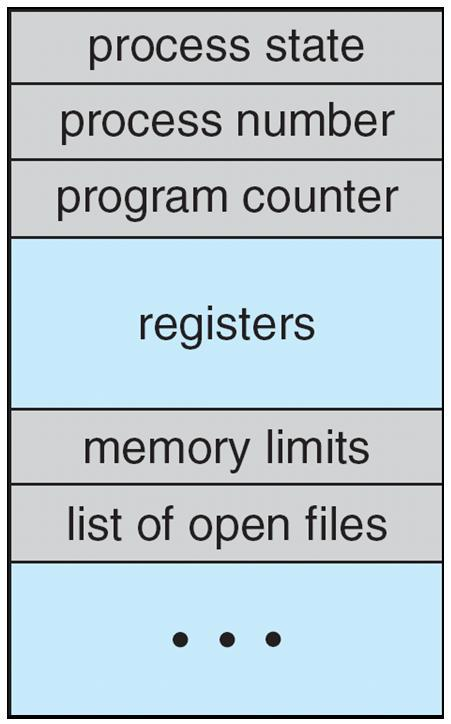 process state
process number
program counter
registers
memory limits
list of open files
• • •